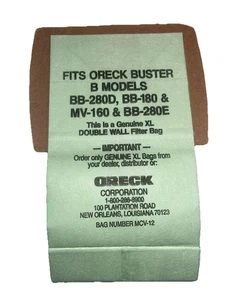 FITS ORECK BUSTER
B MODELS
BB-280D, BB-180 &
MV-160 & BB-280E
This is a Genuine XL
DOUBLE WALL Filter Bag
—IMPORTANT—
Order only GENUINE XL Bags from
your dealer, distributor or:
ORECK
CORPORATION
1-800-286-8900
100 PLANTATION ROAD
NEW ORLEANS, LOUISIANA 70123
BAG NUMBER MCV-12